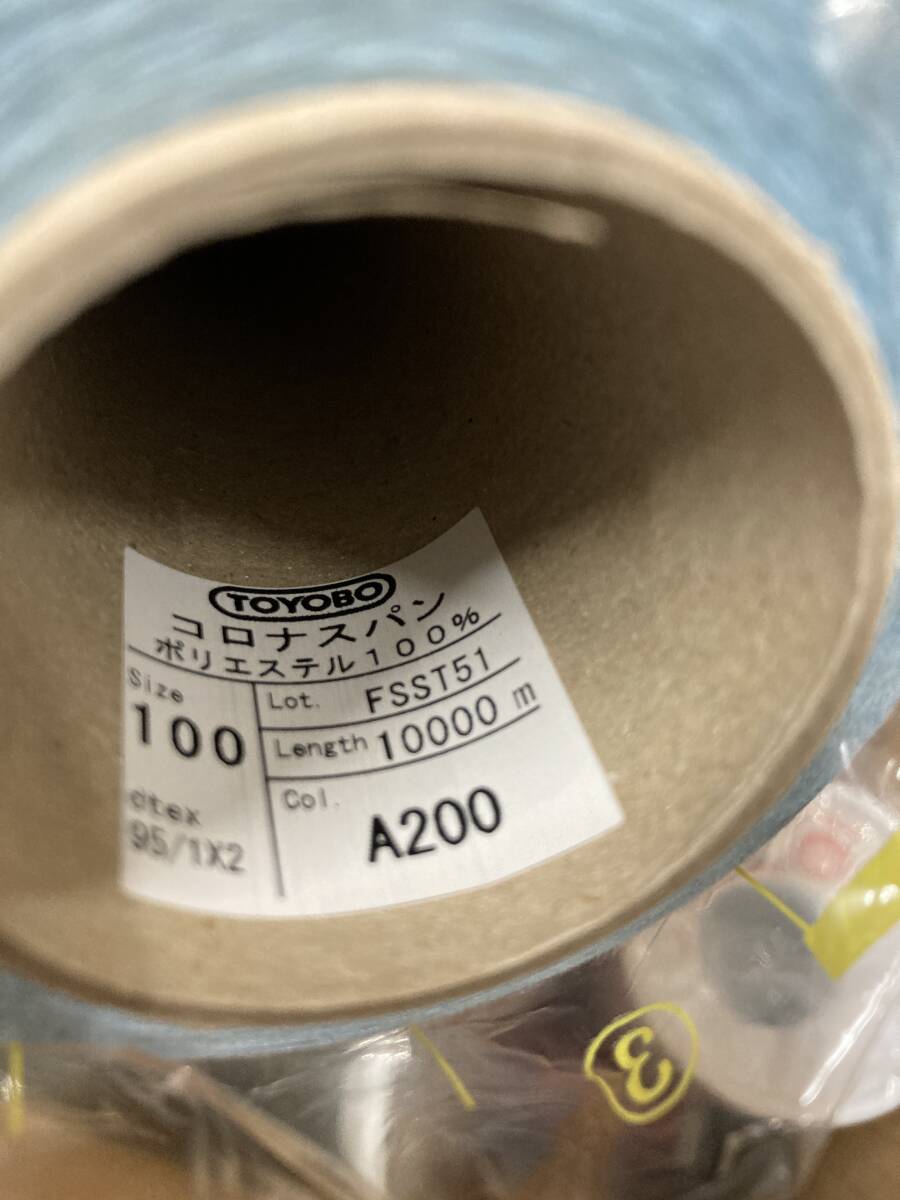 TOYOBO
コロナスパン
ポリエステル100%
Size
100
dtex
95/1X2
Lot. FSST51
Length 10000 m
Col.
A200
3